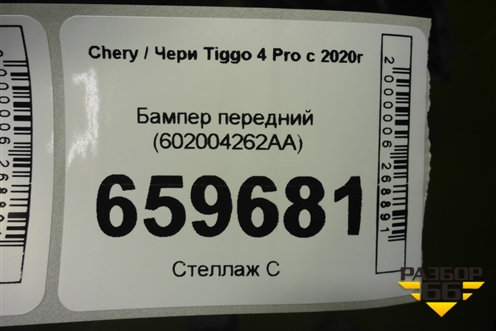 Chery / Чери Tiggo 4 Pro с 2020г
Бампер передний
(602004262AA)
659681
Стеллаж С
2 000006 268891
РАЗБОР
66